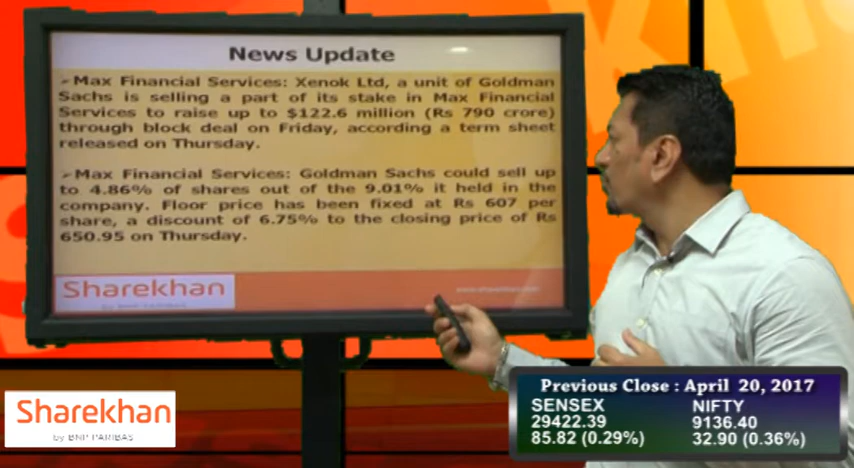 News Update
➢Max Financial Services: Xenok Ltd, a unit of Goldman
Sachs is selling a part of its stake in Max Financial
Services to raise up to $122.6 million (Rs 790 crore)
through block deal on Friday, according a term sheet
released on Thursday.
➢Max Financial Services: Goldman Sachs could sell up
to 4.86% of shares out of the 9.01% it held in the
company. Floor price has been fixed at Rs 607 per
share, a discount of 6.75% to the closing price of Rs
650.95 on Thursday.
Sharekhan
by BNP PARIBAS
Sharekhan
by BNP PARIBAS
Previous Close : April 20, 2017
SENSEX NIFTY
29422.39 9136.40
85.82 (0.29%) 32.90 (0.36%)